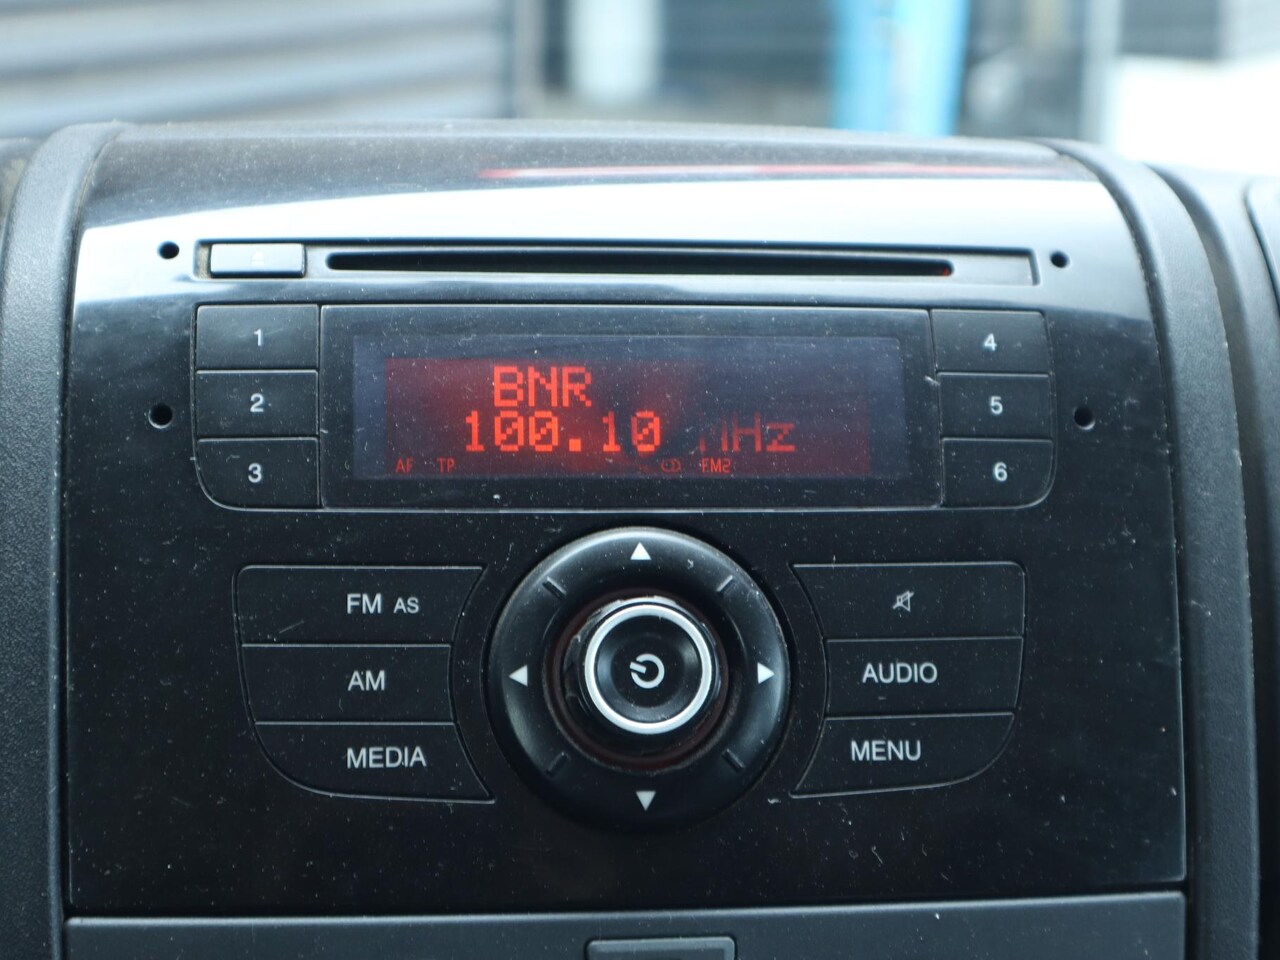 1
2
3
BNR
100.10 MHz
AF TP FM2
4
5
6
FM AS
AM
MEDIA
AUDIO
MENU